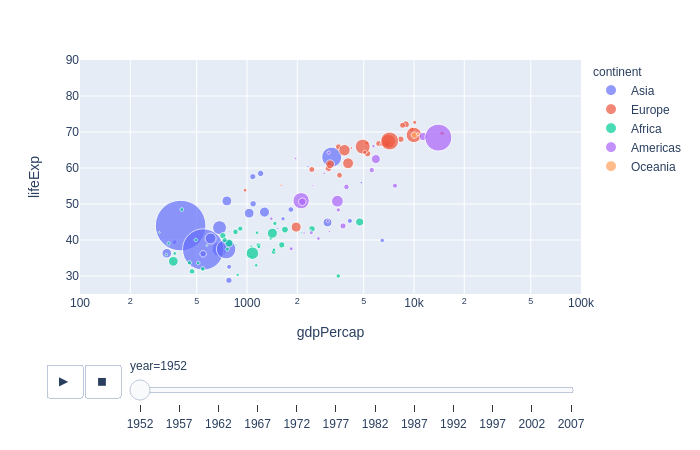 90
80
70
60
50
40
30
lifeExp
100 2 5 1000 2 5 10k 2 5 100k
gdpPercap
continent
Asia
Europe
Africa
Americas
Oceania
▶ ■
year=1952
1952 1957 1962 1967 1972 1977 1982 1987 1992 1997 2002 2007